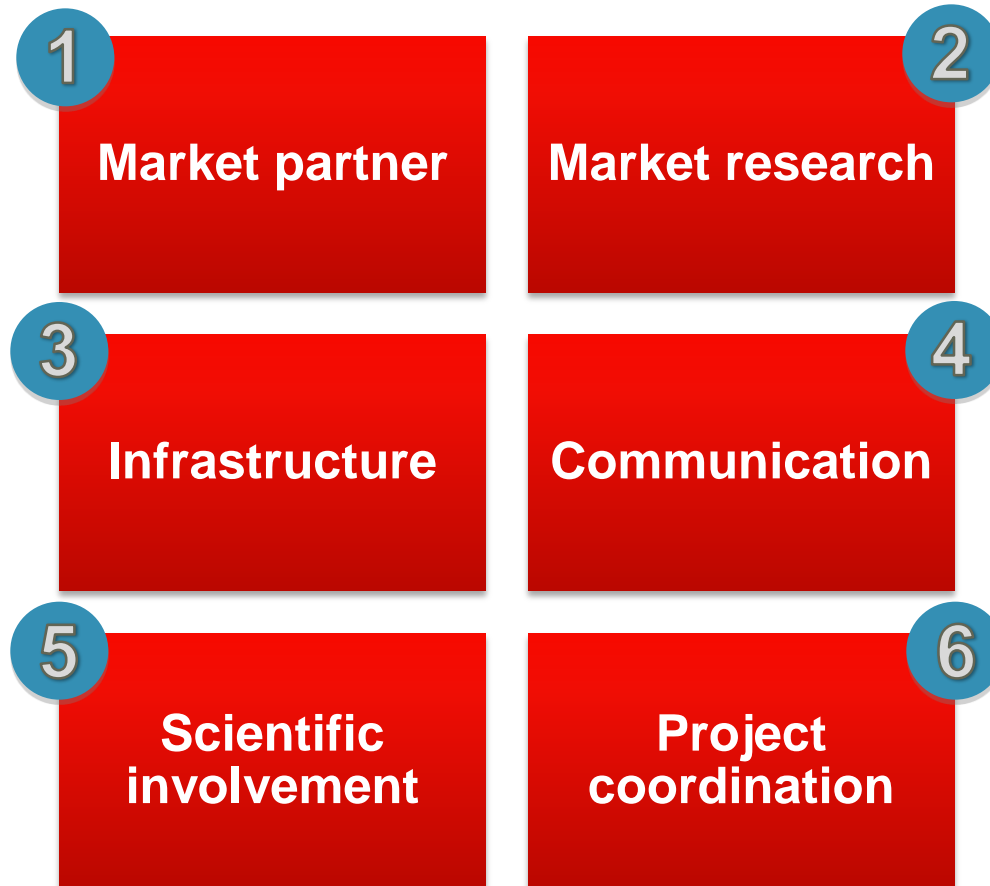 1
Market partner
2
Market research
3
Infrastructure
4
Communication
5
Scientific
involvement
6
Project
coordination